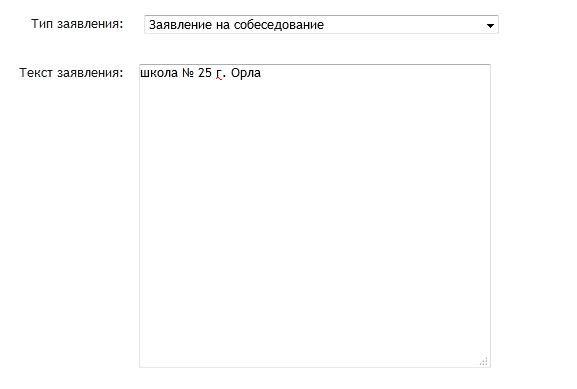 Тип заявления: Заявление на собеседование
Текст заявления: школа № 25 г. Орла